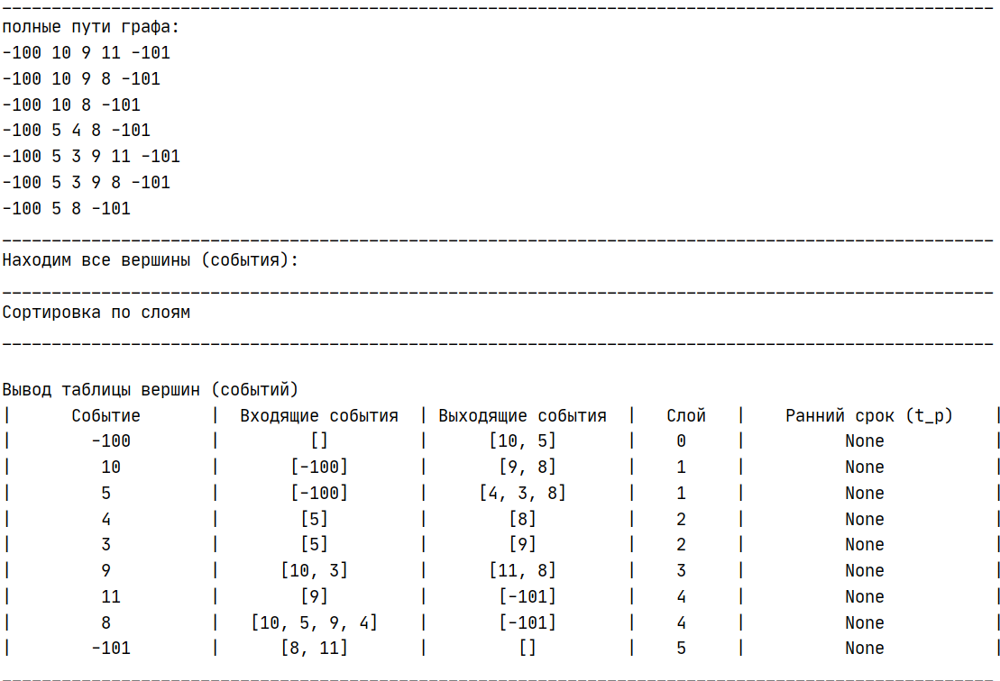 полные пути графа:
-100 10 9 11 -101
-100 10 9 8 -101
-100 10 8 -101
-100 5 4 8 -101
-100 5 3 9 11 -101
-100 5 3 9 8 -101
-100 5 8 -101
Находим все вершины (события):
Сортировка по слоям
Вывод таблицы вершин (событий)
| Событие | Входящие события | Выходящие события | Слой | Ранний срок (t_p) |
| -100 | [] | [10, 5] | 0 | None |
| 10 | [-100] | [9, 8] | 1 | None |
| 5 | [-100] | [4, 3, 8] | 1 | None |
| 4 | [5] | [8] | 2 | None |
| 3 | [5] | [9] | 2 | None |
| 9 | [10, 3] | [11, 8] | 3 | None |
| 11 | [9] | [-101] | 4 | None |
| 8 | [10, 5, 9, 4] | [-101] | 4 | None |
| -101 | [8, 11] | [] | 5 | None |